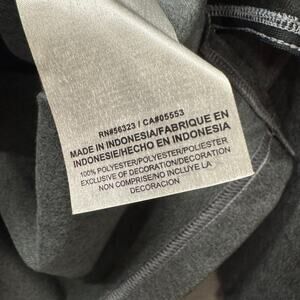 RN#56323 / CA#05553
MADE IN INDONESIA/FABRIQUE EN
INDONESIE/HECHO EN INDONESIA
100% POLYESTER/POLYESTER/POLIESTER
EXCLUSIVE OF DECORATION/DECORATION
NON COMPRISE/NO INCLUYE LA
DECORACION